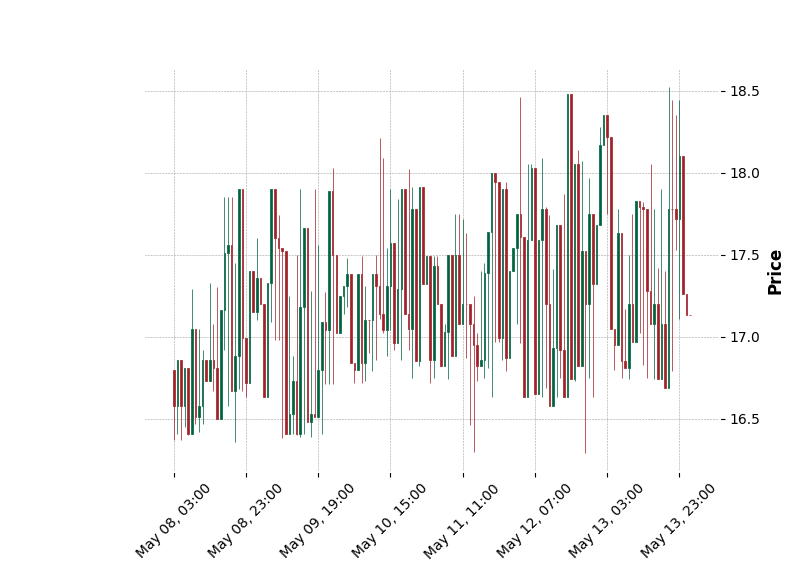 18.5
18.0
17.5
17.0
16.5
Price
May 08, 03:00
May 08, 23:00
May 09, 19:00
May 10, 15:00
May 11, 11:00
May 12, 07:00
May 13, 03:00
May 13, 23:00